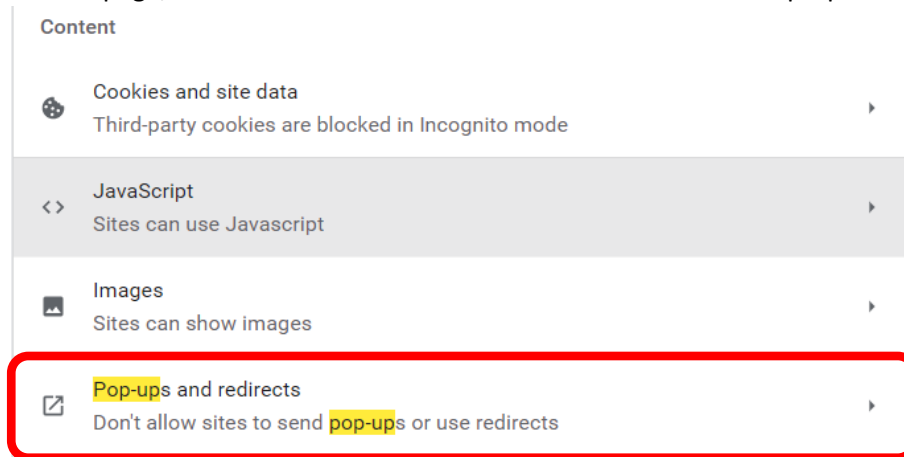 Content
Cookies and site data
Third-party cookies are blocked in Incognito mode
JavaScript
Sites can use Javascript
Images
Sites can show images
Pop-ups and redirects
Don't allow sites to send pop-ups or use redirects